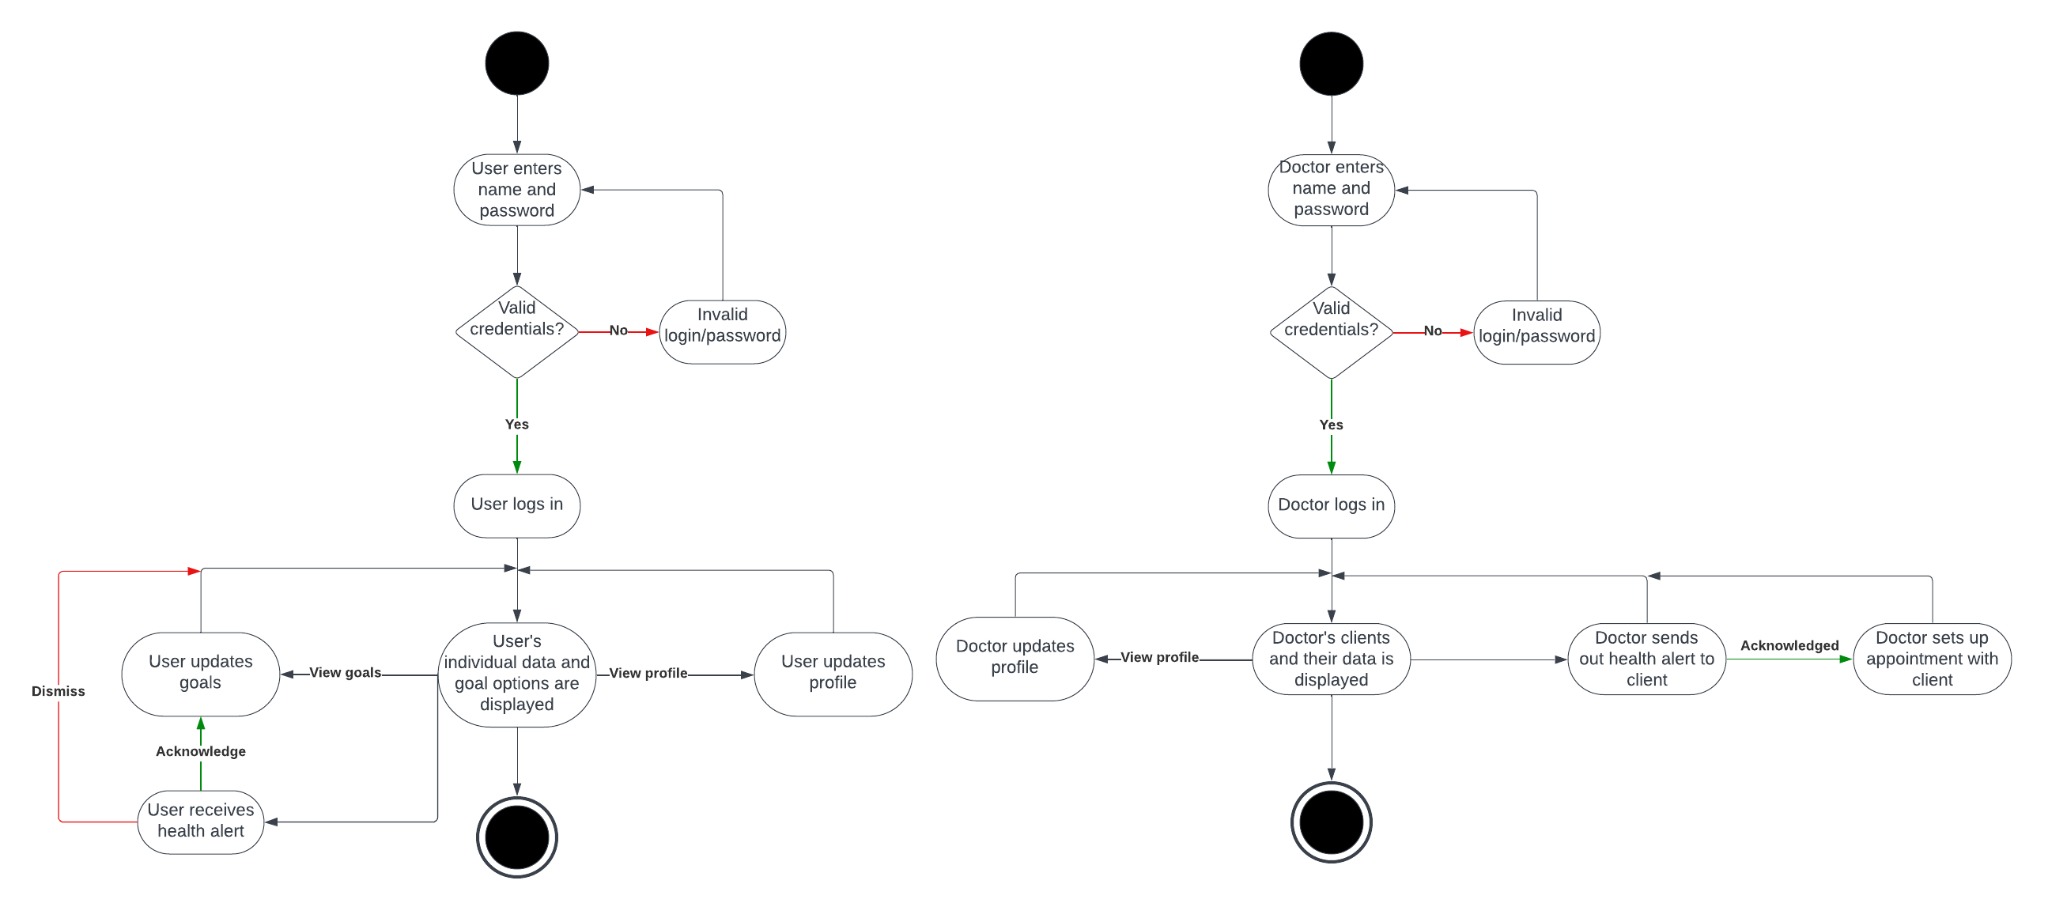 User enters
name and
password
Valid
credentials?
No
Invalid
login/password
Yes
User logs in
User updates
goals
View goals
User's
individual data and
goal options are
displayed
View profile
User updates
profile
Dismiss
Acknowledge
User receives
health alert
Doctor enters
name and
password
Valid
credentials?
No
Invalid
login/password
Yes
Doctor logs in
Doctor updates
profile
View profile
Doctor's clients
and their data is
displayed
Doctor sends
out health alert to
client
Acknowledged
Doctor sets up
appointment with
client